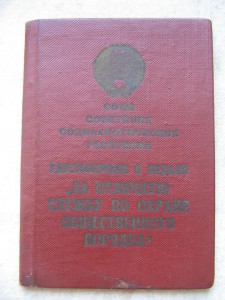 СОЮЗ
СОВЕТСКИХ
СОЦИАЛИСТИЧЕСКИХ
РЕСПУБЛИК
УДОСТОВЕРЕНИЕ К МЕДАЛИ
„ЗА ОТЛИЧНУЮ
СЛУЖБУ ПО ОХРАНЕ
ОБЩЕСТВЕННОГО
ПОРЯДКА“